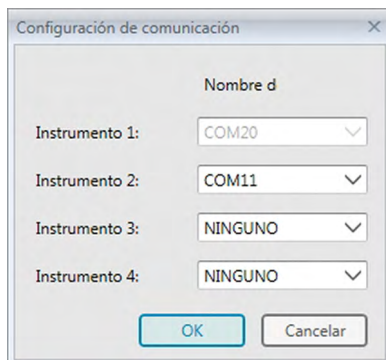 Configuración de comunicación
Nombre d
Instrumento 1: COM20
Instrumento 2: COM11
Instrumento 3: NINGUNO
Instrumento 4: NINGUNO
OK Cancelar